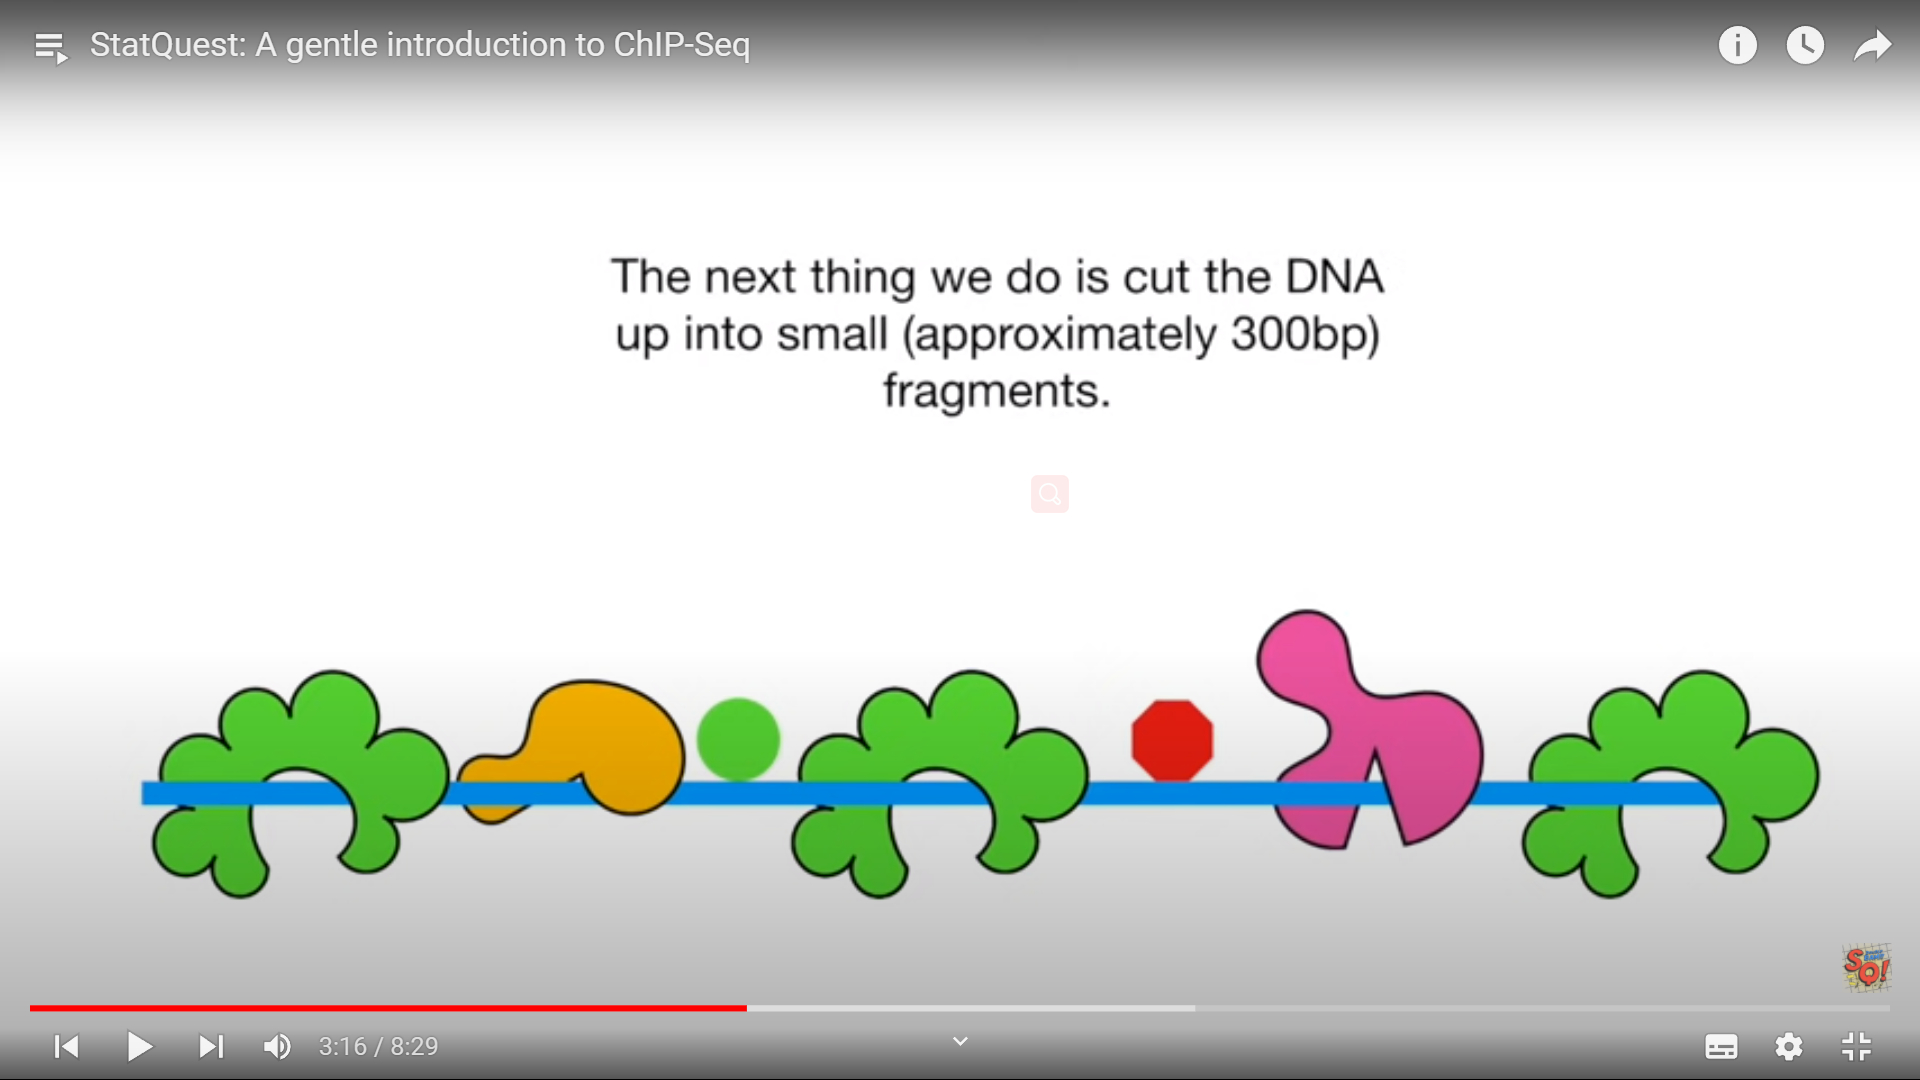 StatQuest: A gentle introduction to ChIP-Seq
The next thing we do is cut the DNA
up into small (approximately 300bp)
fragments.
SQ!
3:16 / 8:29